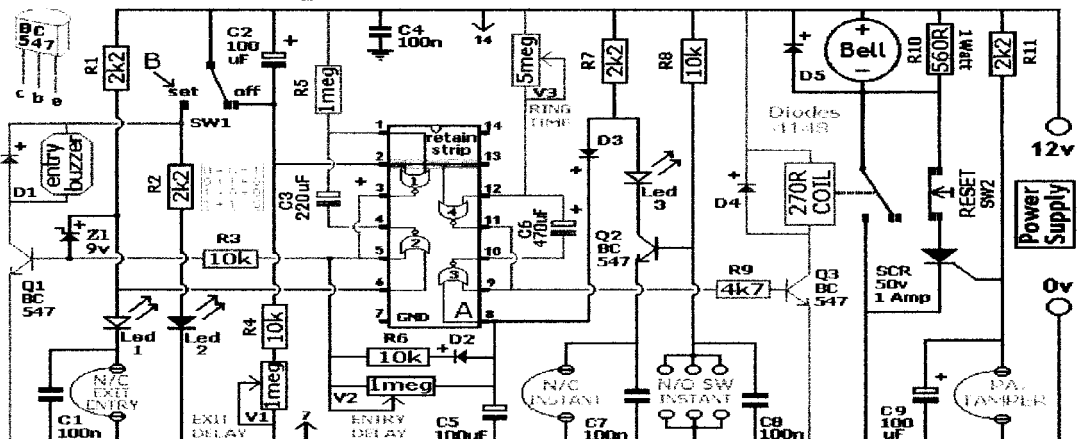 BC
547
c b e
R1
2k2
B
set
off
SW1
C2
100
uF
C4
100n
14
R5
1meg
5meg
V3
RING
TIME
R7
2k2
R8
10k
D5
Bell
R10
560R
1Watt
2k2
R11
12v
Diodes
4148
entry
buzzer
D1
R2
2k2
C3
220uF
1
2
3
4
5
6
7
GND
14
13
12
11
10
9
8
retain
strip
1
2
3
4
A
C6
470uF
D3
Led
3
D4
270R
COIL
RESET
SW2
Power
Supply
0v
Z1
9v
R3
10k
Q2
BC
547
R9
4k7
Q3
BC
547
SCR
50v
1 Amp
Q1
BC
547
Led
1
Led
2
R4
10k
R6
10k
D2
1meg
V1
1meg
V2
7
N/C
EXIT
ENTRY
C1
100n
EXIT
DELAY
ENTRY
DELAY
C5
100uF
N/C
INSTANT
C7
100n
N/O SW
INSTANT
C8
100n
C9
100
uF
PA/
TAMPER